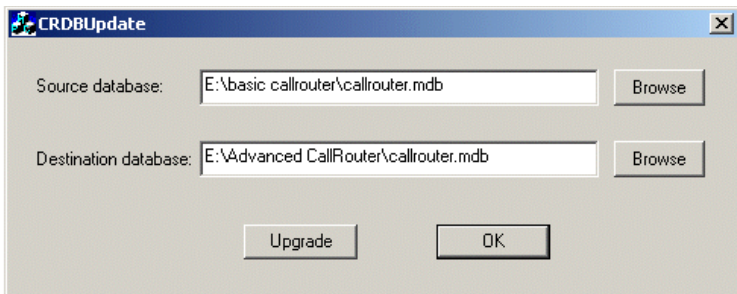 CRDBUpdate
Source database: E:\basic callrouter\callrouter.mdb Browse
Destination database: E:\Advanced CallRouter\callrouter.mdb Browse
Upgrade OK